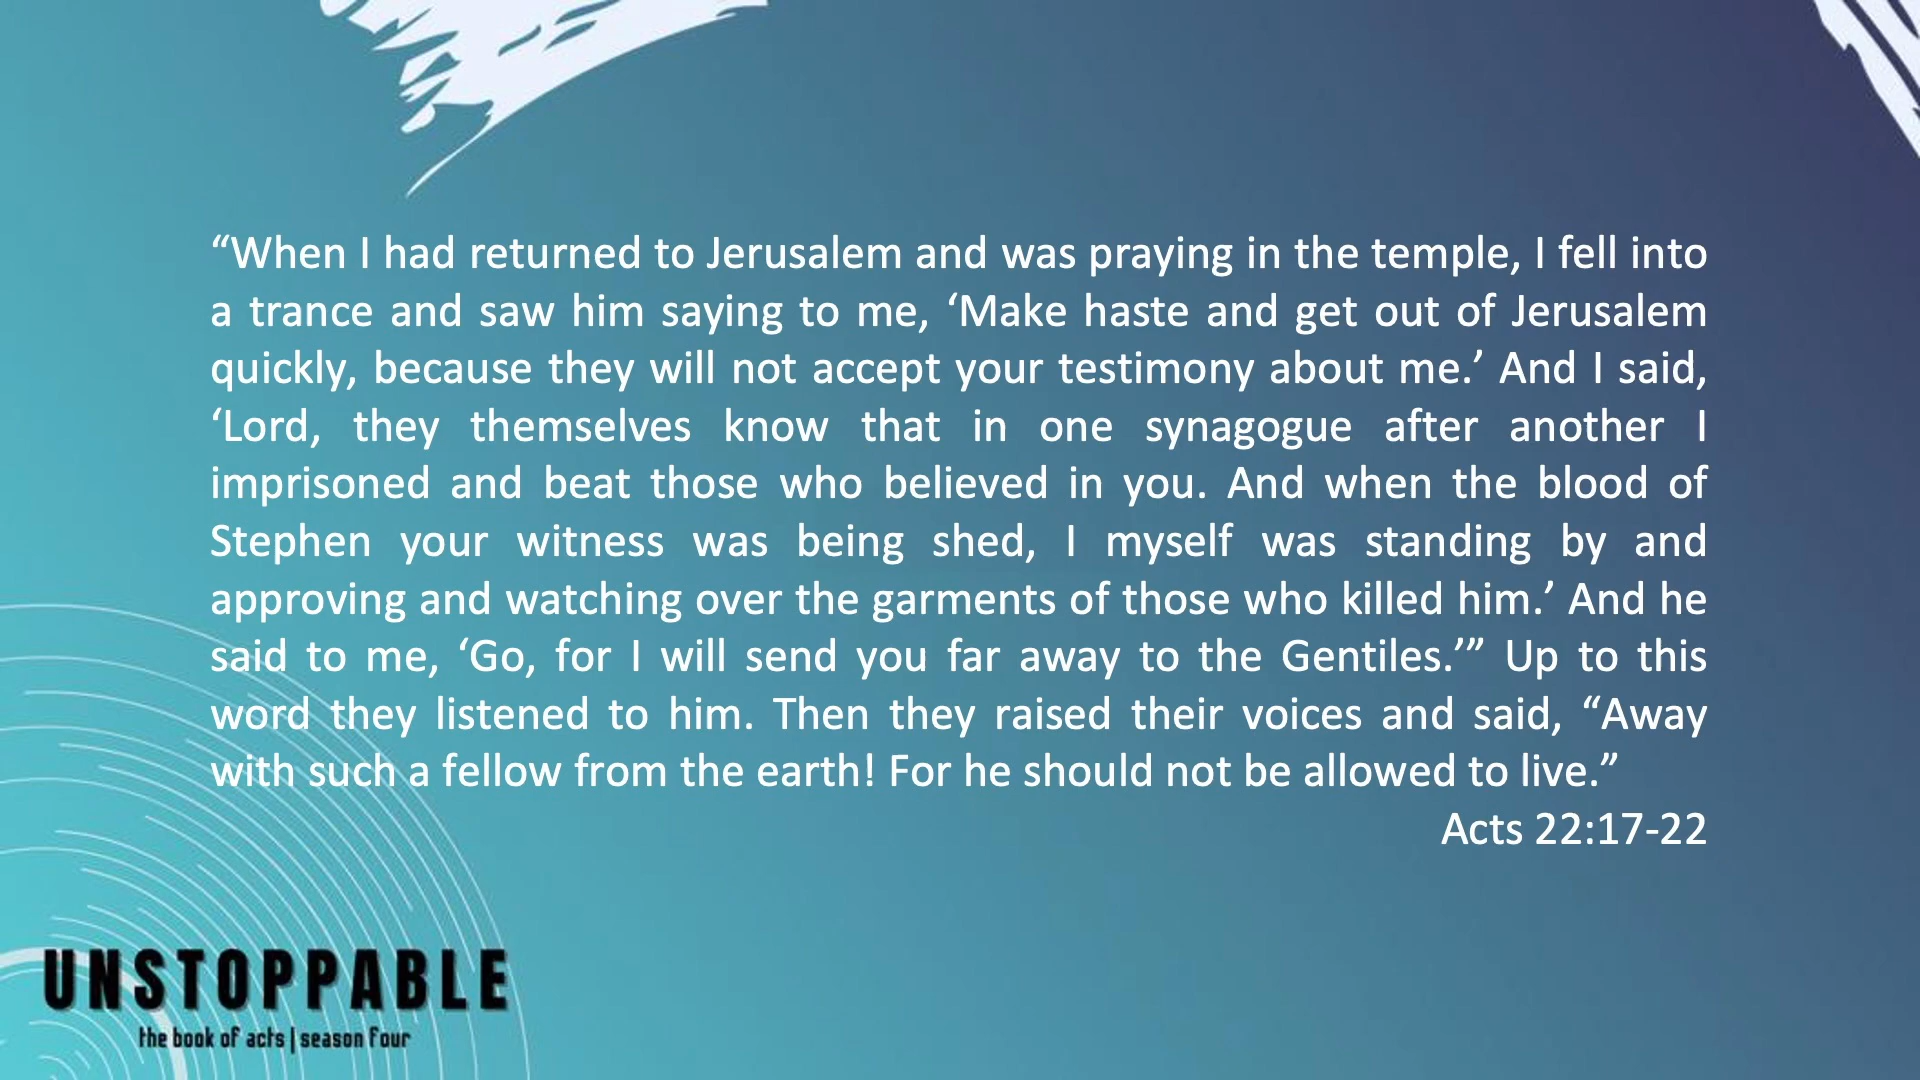 “When I had returned to Jerusalem and was praying in the temple, I fell into
a trance and saw him saying to me, ‘Make haste and get out of Jerusalem
quickly, because they will not accept your testimony about me.’ And I said,
‘Lord, they themselves know that in one synagogue after another I
imprisoned and beat those who believed in you. And when the blood of
Stephen your witness was being shed, I myself was standing by and
approving and watching over the garments of those who killed him.’ And he
said to me, ‘Go, for I will send you far away to the Gentiles.’” Up to this
word they listened to him. Then they raised their voices and said, “Away
with such a fellow from the earth! For he should not be allowed to live.”
Acts 22:17-22
UNSTOPPABLE
the book of acts | season four